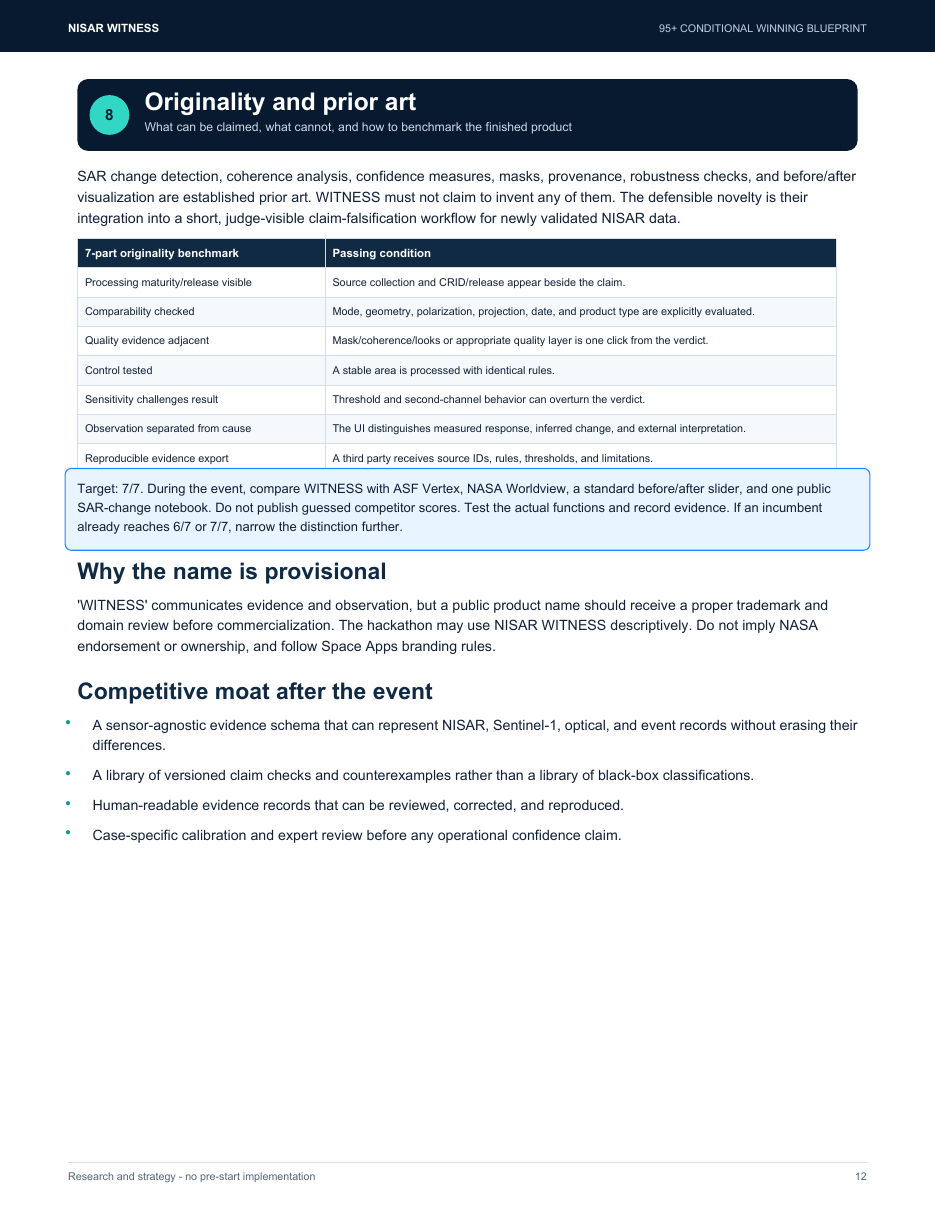 NISAR WITNESS
95+ CONDITIONAL WINNING BLUEPRINT
8
Originality and prior art
What can be claimed, what cannot, and how to benchmark the finished product
SAR change detection, coherence analysis, confidence measures, masks, provenance, robustness checks, and before/after
visualization are established prior art. WITNESS must not claim to invent any of them. The defensible novelty is their
integration into a short, judge-visible claim-falsification workflow for newly validated NISAR data.
7-part originality benchmark
Passing condition
Processing maturity/release visible
Source collection and CRID/release appear beside the claim.
Comparability checked
Mode, geometry, polarization, projection, date, and product type are explicitly evaluated.
Quality evidence adjacent
Mask/coherence/looks or appropriate quality layer is one click from the verdict.
Control tested
A stable area is processed with identical rules.
Sensitivity challenges result
Threshold and second-channel behavior can overturn the verdict.
Observation separated from cause
The UI distinguishes measured response, inferred change, and external interpretation.
Reproducible evidence export
A third party receives source IDs, rules, thresholds, and limitations.
Target: 7/7. During the event, compare WITNESS with ASF Vertex, NASA Worldview, a standard before/after slider, and one public
SAR-change notebook. Do not publish guessed competitor scores. Test the actual functions and record evidence. If an incumbent
already reaches 6/7 or 7/7, narrow the distinction further.
Why the name is provisional
'WITNESS' communicates evidence and observation, but a public product name should receive a proper trademark and
domain review before commercialization. The hackathon may use NISAR WITNESS descriptively. Do not imply NASA
endorsement or ownership, and follow Space Apps branding rules.
Competitive moat after the event
• A sensor-agnostic evidence schema that can represent NISAR, Sentinel-1, optical, and event records without erasing their
differences.
• A library of versioned claim checks and counterexamples rather than a library of black-box classifications.
• Human-readable evidence records that can be reviewed, corrected, and reproduced.
• Case-specific calibration and expert review before any operational confidence claim.
Research and strategy - no pre-start implementation
12